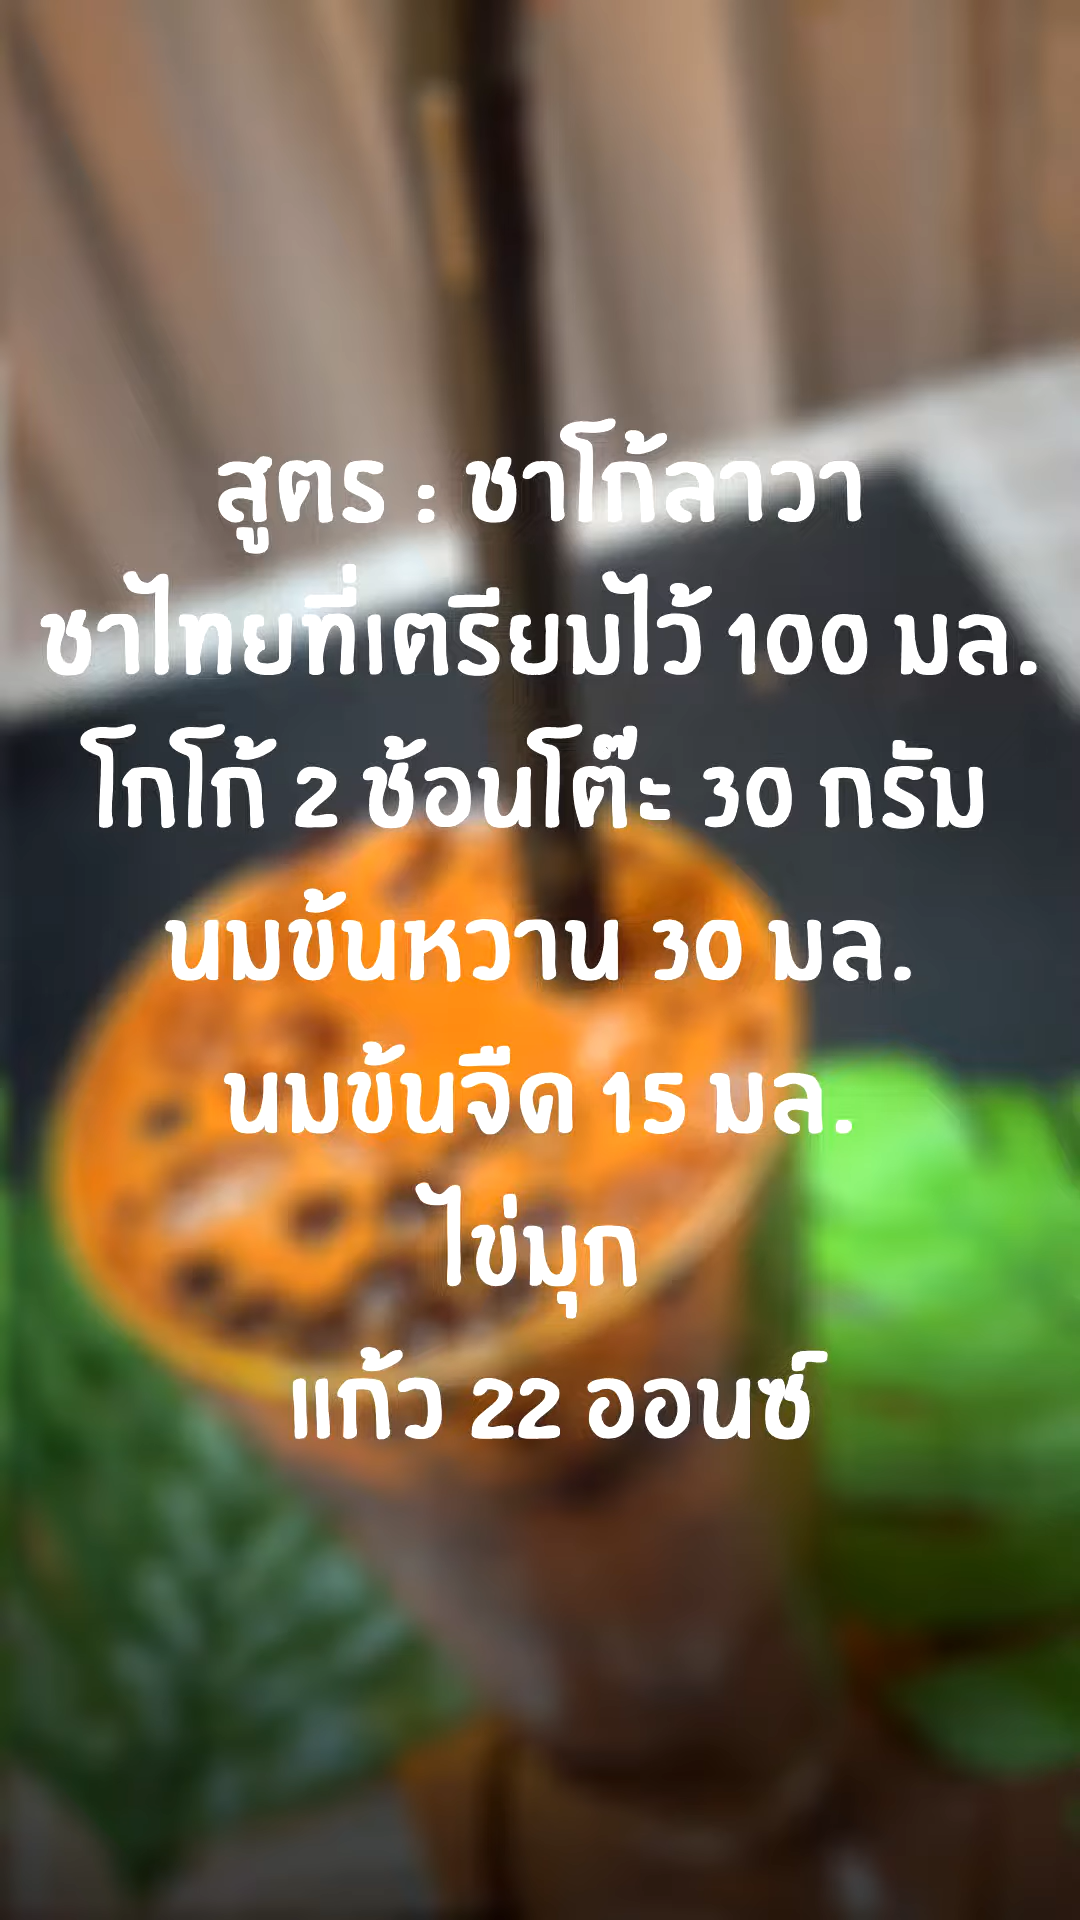 สูตร : ชาโก้ลาวา
ชาไทยที่เตรียมไว้ 100 มล.
โกโก้ 2 ช้อนโต๊ะ 30 กรัม
นมข้นหวาน 30 มล.
นมข้นจืด 15 มล.
ไข่มุก
แก้ว 22 ออนซ์